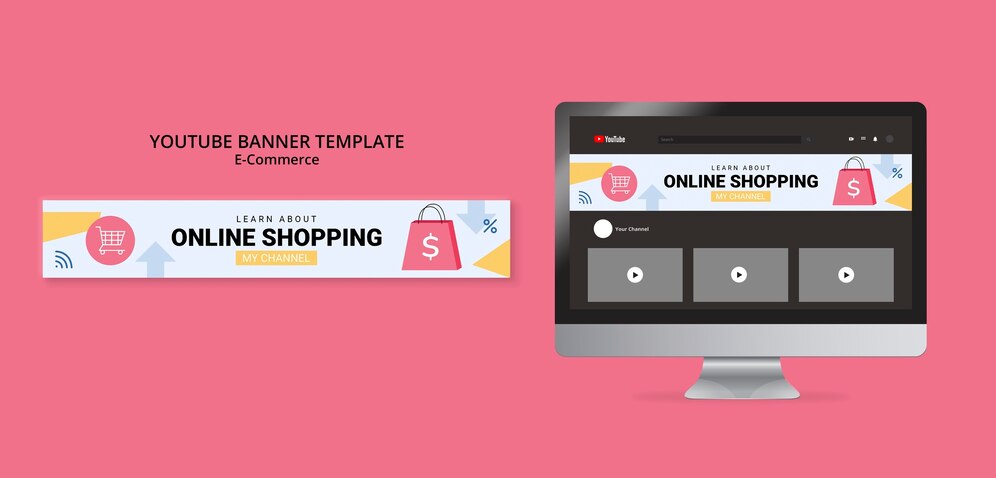 YOUTUBE BANNER TEMPLATE
E-Commerce
LEARN ABOUT
ONLINE SHOPPING
MY CHANNEL
$
%
YouTube
Search
LEARN ABOUT
ONLINE SHOPPING
MY CHANNEL
$
%
Your Channel